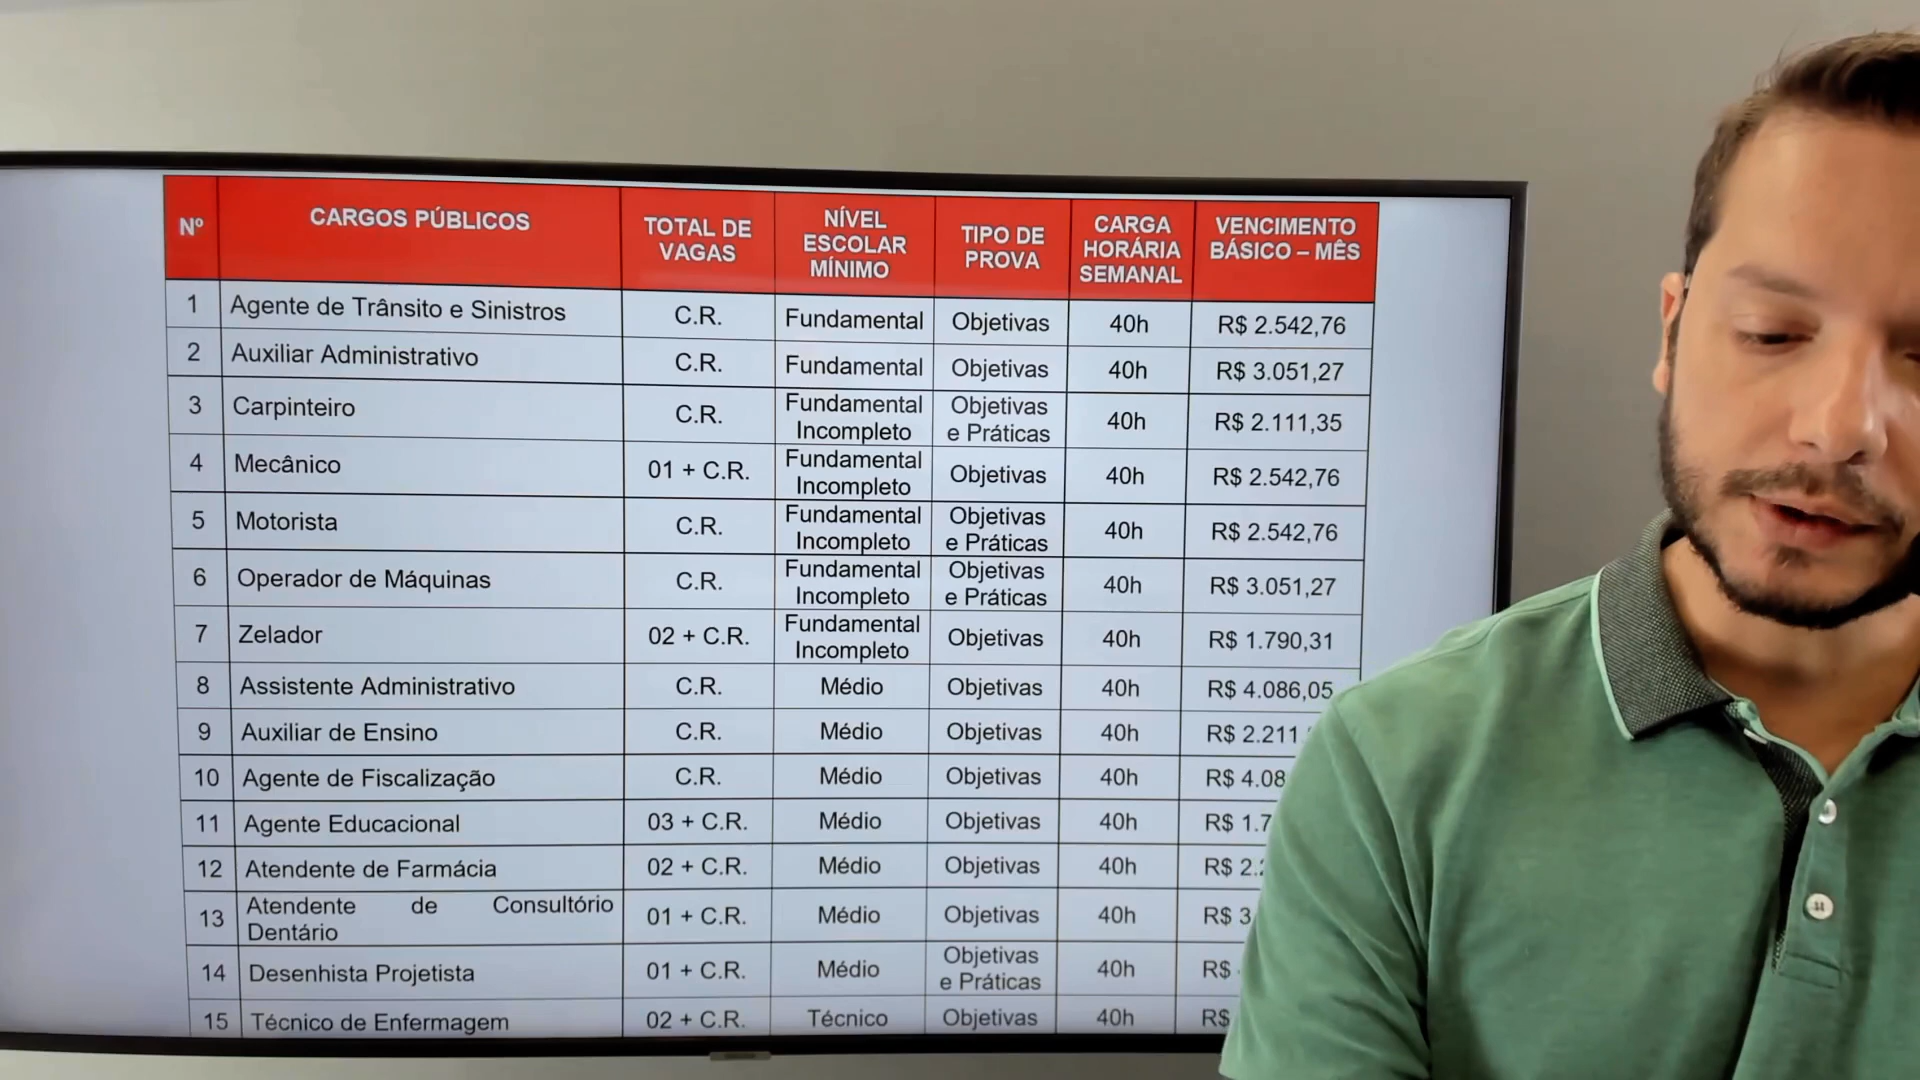 Nº CARGOS PÚBLICOS TOTAL DE VAGAS NÍVEL ESCOLAR MÍNIMO TIPO DE PROVA CARGA HORÁRIA SEMANAL VENCIMENTO BÁSICO – MÊS
1 Agente de Trânsito e Sinistros C.R. Fundamental Objetivas 40h R$ 2.542,76
2 Auxiliar Administrativo C.R. Fundamental Objetivas 40h R$ 3.051,27
3 Carpinteiro C.R. Fundamental Incompleto Objetivas e Práticas 40h R$ 2.111,35
4 Mecânico 01 + C.R. Fundamental Incompleto Objetivas 40h R$ 2.542,76
5 Motorista C.R. Fundamental Incompleto Objetivas e Práticas 40h R$ 2.542,76
6 Operador de Máquinas C.R. Fundamental Incompleto Objetivas e Práticas 40h R$ 3.051,27
7 Zelador 02 + C.R. Fundamental Incompleto Objetivas 40h R$ 1.790,31
8 Assistente Administrativo C.R. Médio Objetivas 40h R$ 4.086,05
9 Auxiliar de Ensino C.R. Médio Objetivas 40h R$ 2.211
10 Agente de Fiscalização C.R. Médio Objetivas 40h R$ 4.08
11 Agente Educacional 03 + C.R. Médio Objetivas 40h R$ 1.7
12 Atendente de Farmácia 02 + C.R. Médio Objetivas 40h R$ 2.
13 Atendente de Consultório Dentário 01 + C.R. Médio Objetivas 40h R$ 3
14 Desenhista Projetista 01 + C.R. Médio Objetivas e Práticas 40h R$
15 Técnico de Enfermagem 02 + C.R. Técnico Objetivas 40h R$